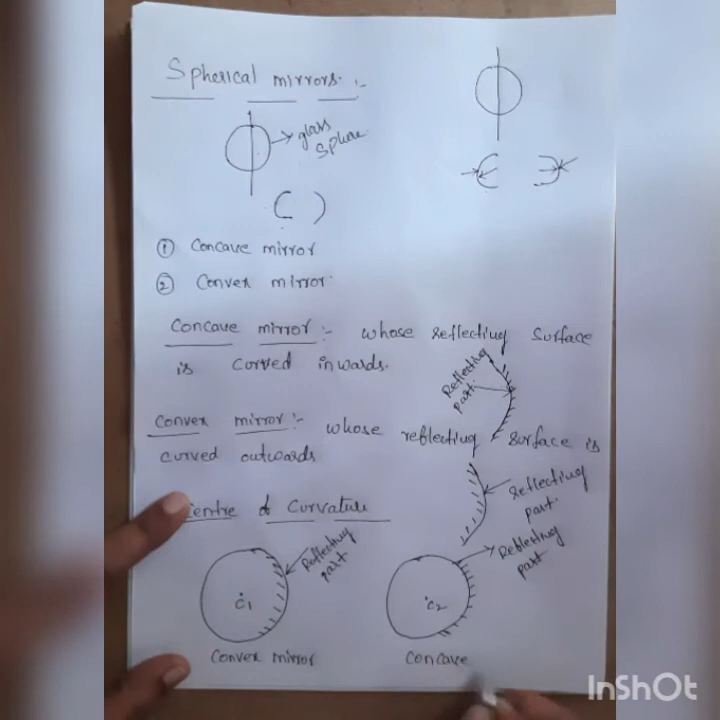 Spherical mirrors :-
glass
sphere
① Concave mirror
② Convex mirror
Concave mirror :- whose reflecting surface
is curved inwards.
Reflecting
part.
Convex mirror :- whose reflecting surface is
curved outwards
reflecting
part.
Centre of Curvature
Reflecting
part
Reflecting
part
C1
C2
Convex mirror
Concave
InShOt